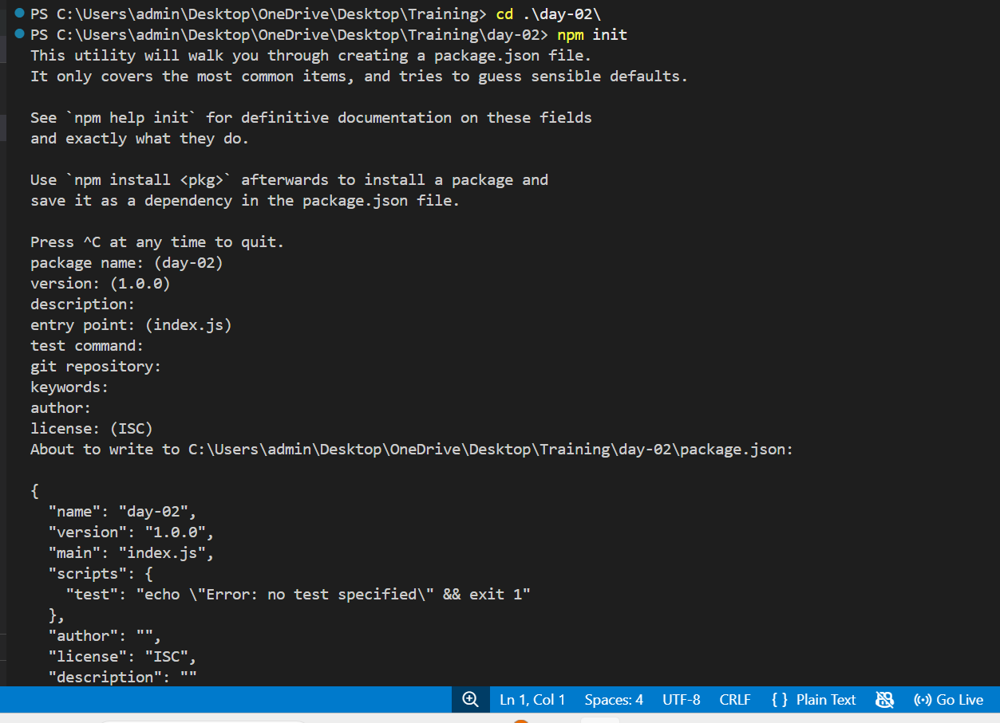 PS C:\Users\admin\Desktop\OneDrive\Desktop\Training> cd .\day-02\
PS C:\Users\admin\Desktop\OneDrive\Desktop\Training\day-02> npm init
This utility will walk you through creating a package.json file.
It only covers the most common items, and tries to guess sensible defaults.

See `npm help init` for definitive documentation on these fields
and exactly what they do.

Use `npm install <pkg>` afterwards to install a package and
save it as a dependency in the package.json file.

Press ^C at any time to quit.
package name: (day-02)
version: (1.0.0)
description:
entry point: (index.js)
test command:
git repository:
keywords:
author:
license: (ISC)
About to write to C:\Users\admin\Desktop\OneDrive\Desktop\Training\day-02\package.json:

{
  "name": "day-02",
  "version": "1.0.0",
  "main": "index.js",
  "scripts": {
    "test": "echo \"Error: no test specified\" && exit 1"
  },
  "author": "",
  "license": "ISC",
  "description": ""
Ln 1, Col 1 Spaces: 4 UTF-8 CRLF { } Plain Text Go Live